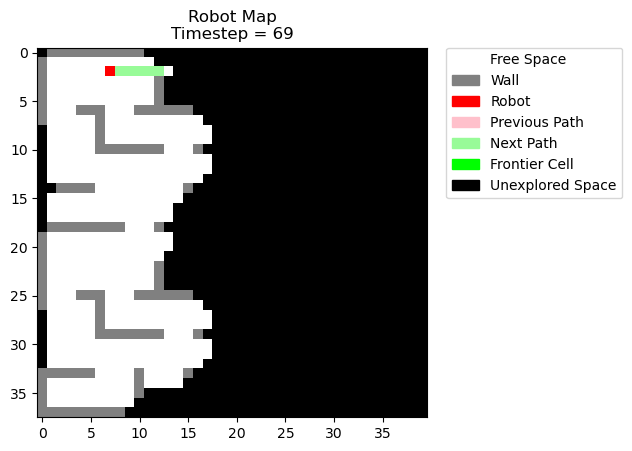 Robot Map
Timestep = 69
0
5
10
15
20
25
30
35
0
5
10
15
20
25
30
35
Free Space
Wall
Robot
Previous Path
Next Path
Frontier Cell
Unexplored Space